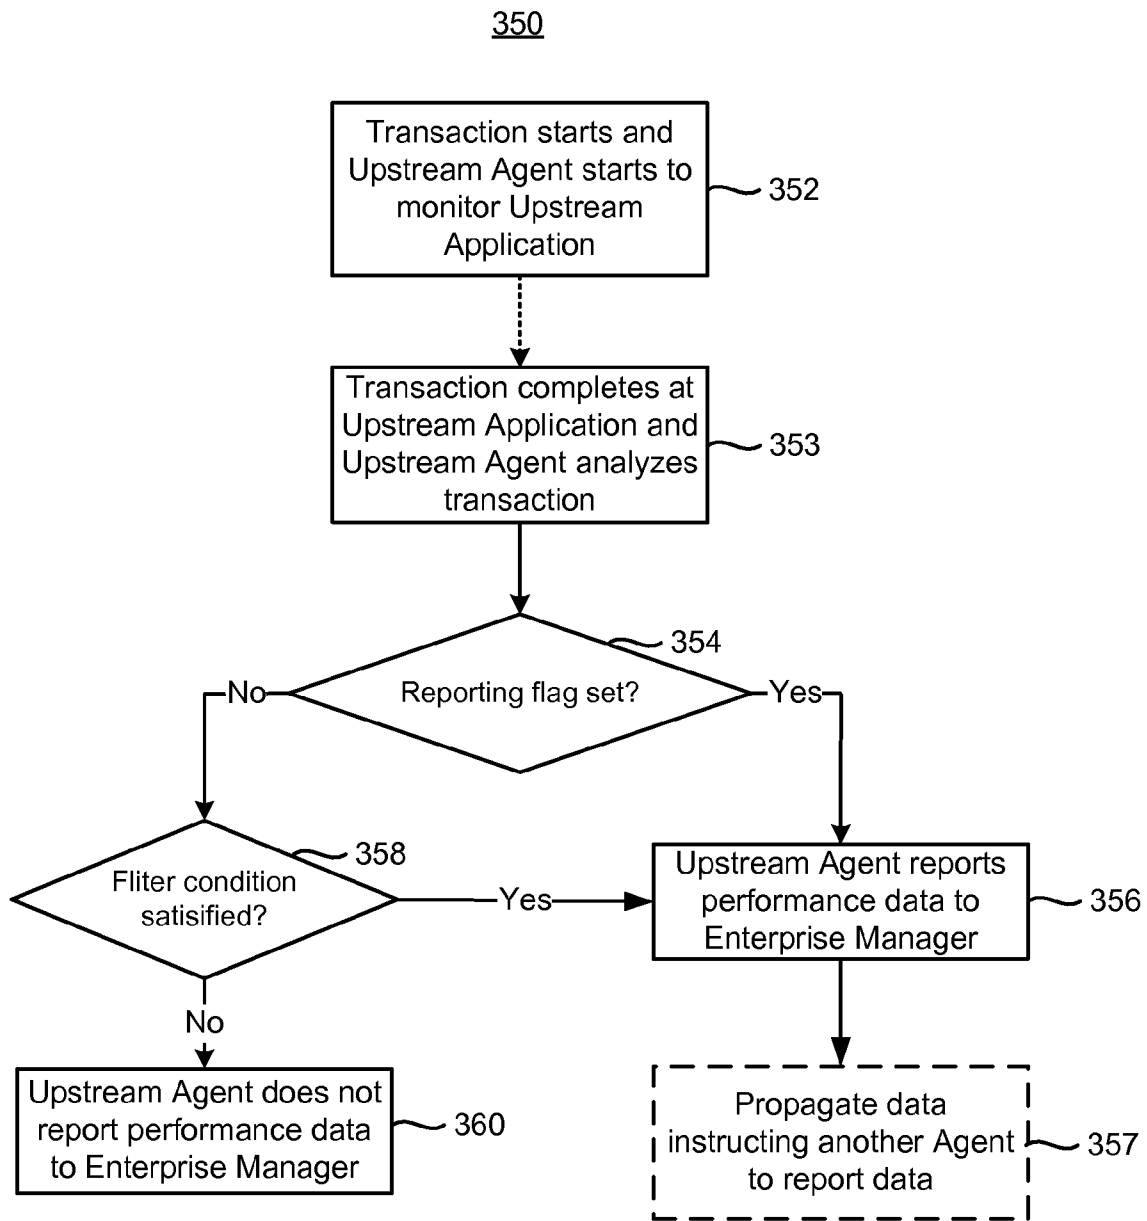 350
Transaction starts and
Upstream Agent starts to
monitor Upstream
Application
352
Transaction completes at
Upstream Application and
Upstream Agent analyzes
transaction
353
354
Reporting flag set?
No
Yes
358
Fliter condition
satisified?
Yes
Upstream Agent reports
performance data to
Enterprise Manager
356
No
Upstream Agent does not
report performance data
to Enterprise Manager
360
Propagate data
instructing another Agent
to report data
357